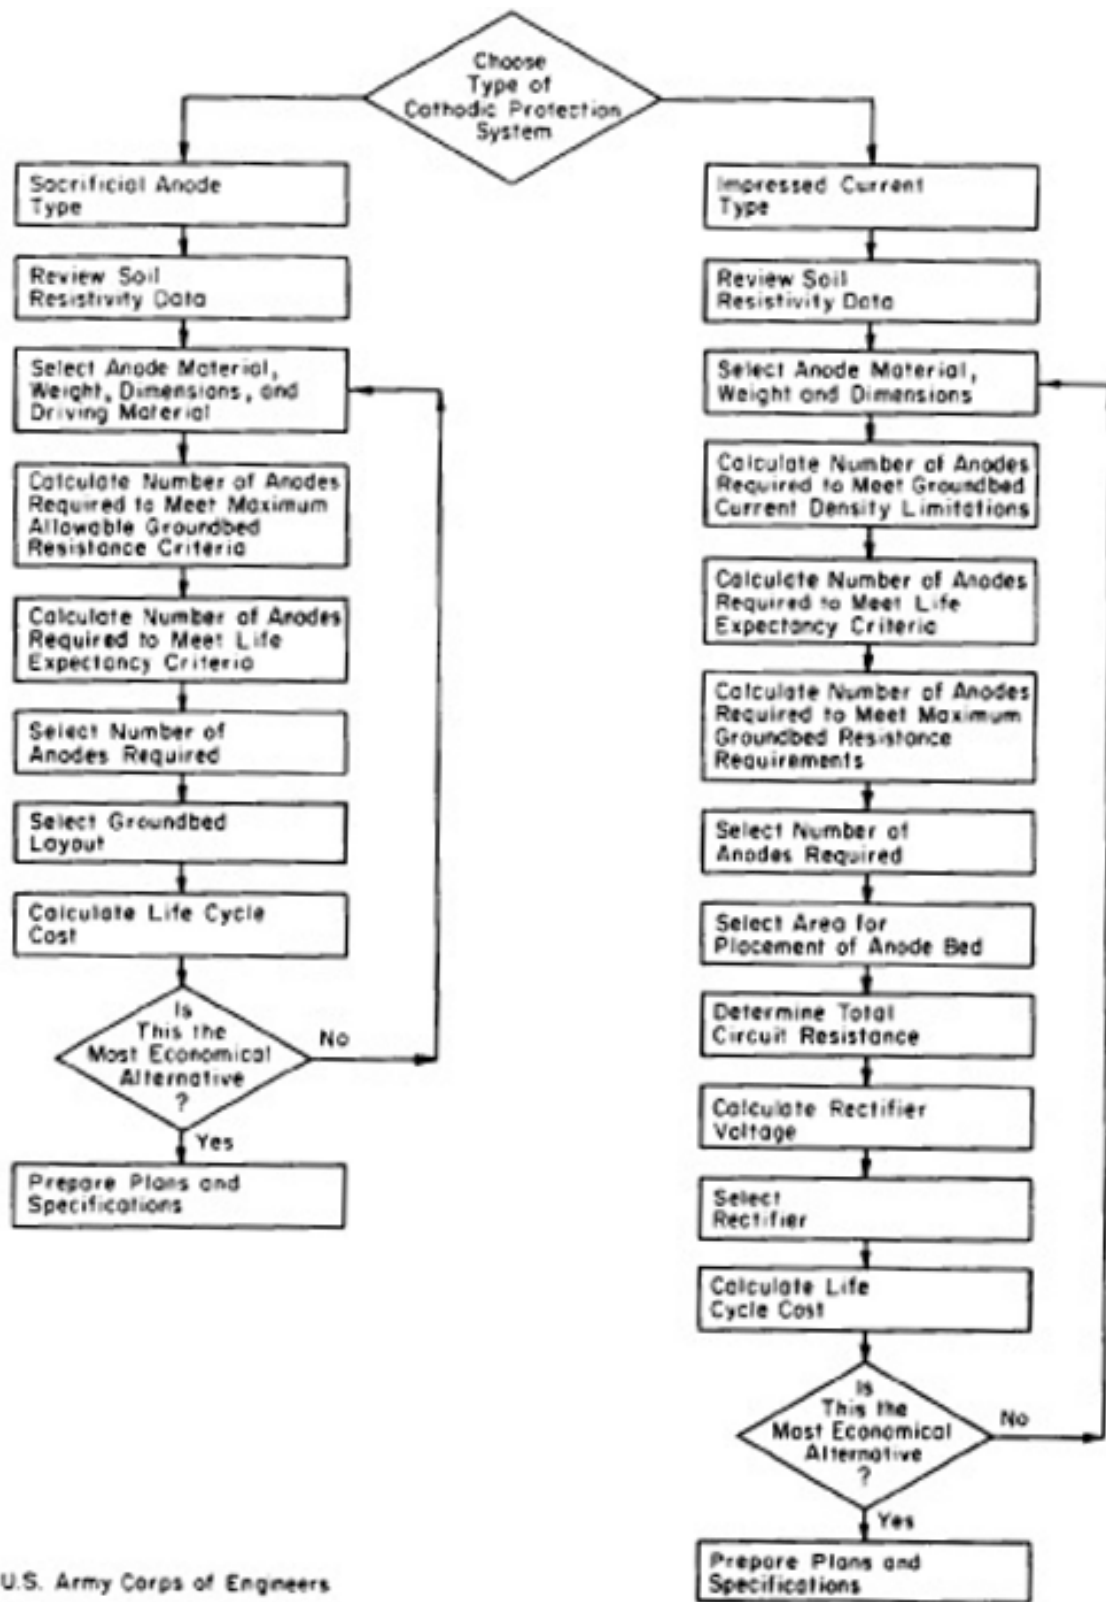 Choose
Type of
Cathodic Protection
System
Sacrificial Anode
Type
Review Soil
Resistivity Data
Select Anode Material,
Weight, Dimensions, and
Driving Material
Calculate Number of Anodes
Required to Meet Maximum
Allowable Groundbed
Resistance Criteria
Calculate Number of Anodes
Required to Meet Life
Expectancy Criteria
Select Number of
Anodes Required
Select Groundbed
Layout
Calculate Life Cycle
Cost
Is
This the
Most Economical
Alternative
?
No
Yes
Prepare Plans and
Specifications
Impressed Current
Type
Review Soil
Resistivity Data
Select Anode Material,
Weight and Dimensions
Calculate Number of Anodes
Required to Meet Groundbed
Current Density Limitations
Calculate Number of Anodes
Required to Meet Life
Expectancy Criteria
Calculate Number of Anodes
Required to Meet Maximum
Groundbed Resistance
Requirements
Select Number of
Anodes Required
Select Area for
Placement of Anode Bed
Determine Total
Circuit Resistance
Calculate Rectifier
Voltage
Select
Rectifier
Calculate Life
Cycle Cost
Is
This the
Most Economical
Alternative
?
No
Yes
Prepare Plans and
Specifications
U.S. Army Corps of Engineers